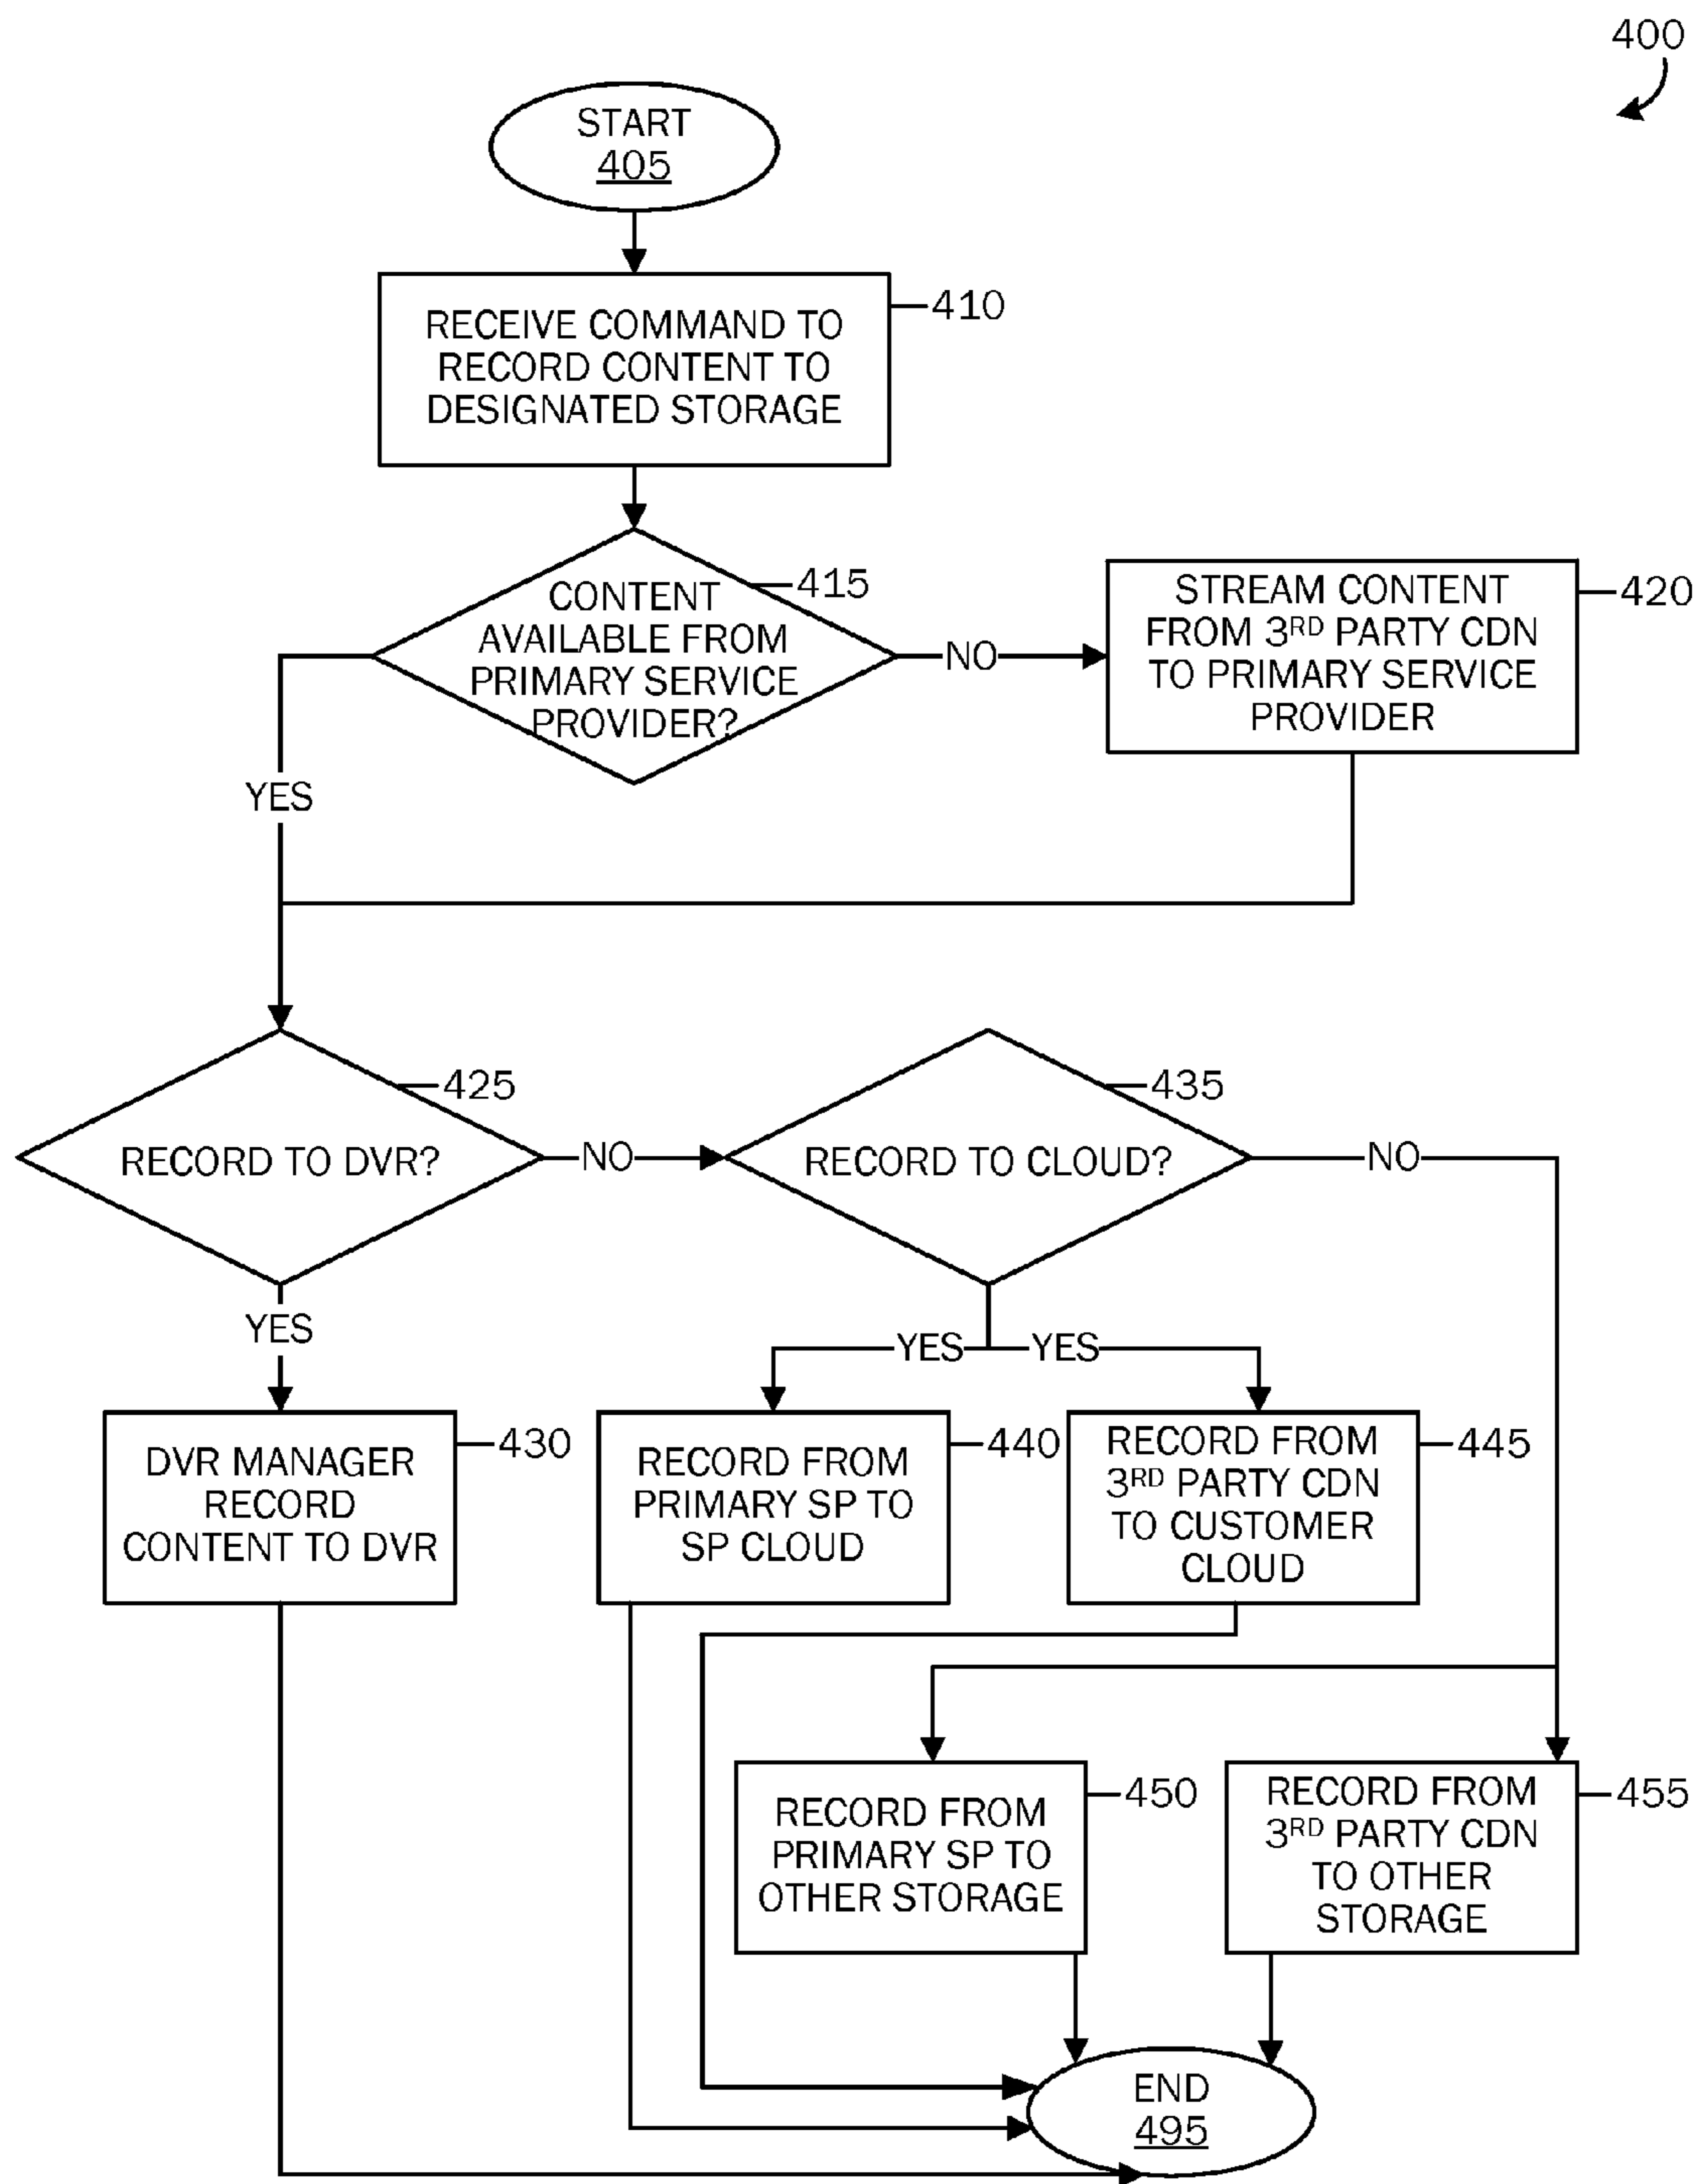 400
START
405
RECEIVE COMMAND TO
RECORD CONTENT TO
DESIGNATED STORAGE
410
CONTENT
AVAILABLE FROM
PRIMARY SERVICE
PROVIDER?
415
NO
STREAM CONTENT
FROM 3RD PARTY CDN
TO PRIMARY SERVICE
PROVIDER
420
YES
RECORD TO DVR?
425
NO
RECORD TO CLOUD?
435
NO
YES
YES
YES
DVR MANAGER
RECORD
CONTENT TO DVR
430
RECORD FROM
PRIMARY SP TO
SP CLOUD
440
RECORD FROM
3RD PARTY CDN
TO CUSTOMER
CLOUD
445
RECORD FROM
PRIMARY SP TO
OTHER STORAGE
450
RECORD FROM
3RD PARTY CDN
TO OTHER
STORAGE
455
END
495